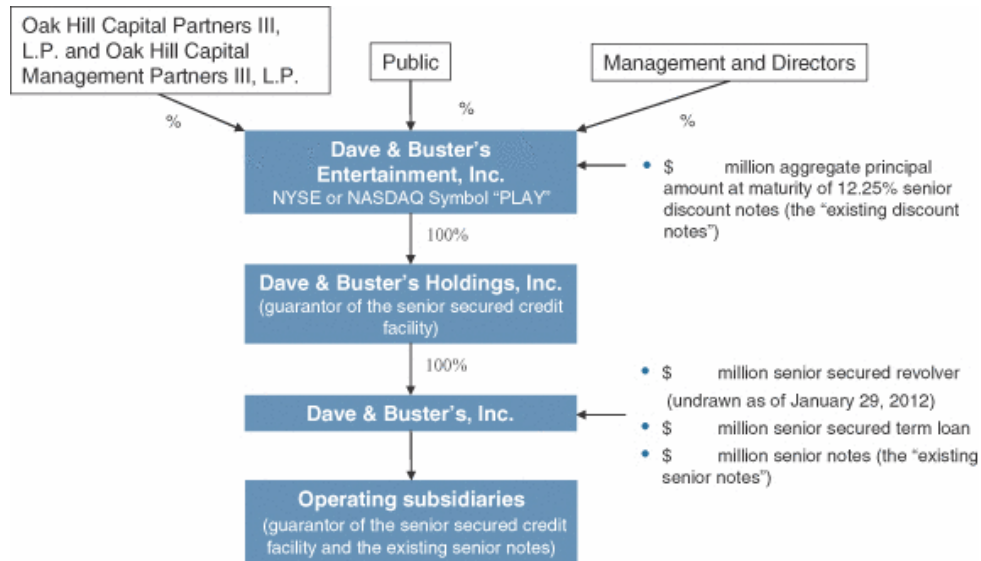 Oak Hill Capital Partners III,
L.P. and Oak Hill Capital
Management Partners III, L.P.
Public
Management and Directors
%
%
%
Dave & Buster's
Entertainment, Inc.
NYSE or NASDAQ Symbol "PLAY"
• $ million aggregate principal
amount at maturity of 12.25% senior
discount notes (the "existing discount
notes")
100%
Dave & Buster's Holdings, Inc.
(guarantor of the senior secured credit
facility)
100%
Dave & Buster's, Inc.
• $ million senior secured revolver
(undrawn as of January 29, 2012)
• $ million senior secured term loan
• $ million senior notes (the "existing
senior notes")
Operating subsidiaries
(guarantor of the senior secured credit
facility and the existing senior notes)